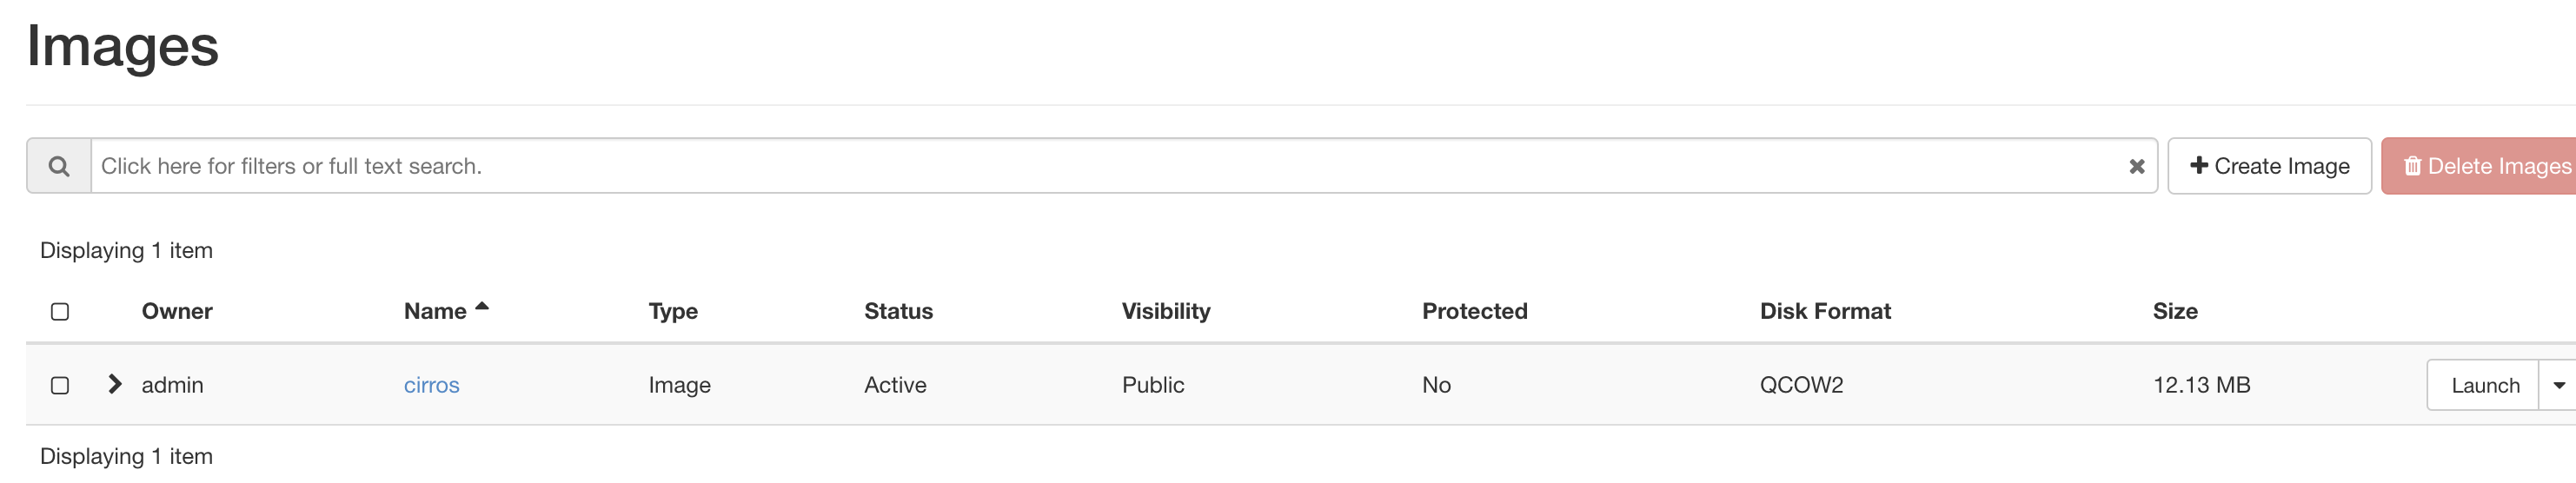 Images
Click here for filters or full text search.
Create Image
Delete Images
Displaying 1 item
Owner Name Type Status Visibility Protected Disk Format Size
admin cirros Image Active Public No QCOW2 12.13 MB Launch
Displaying 1 item